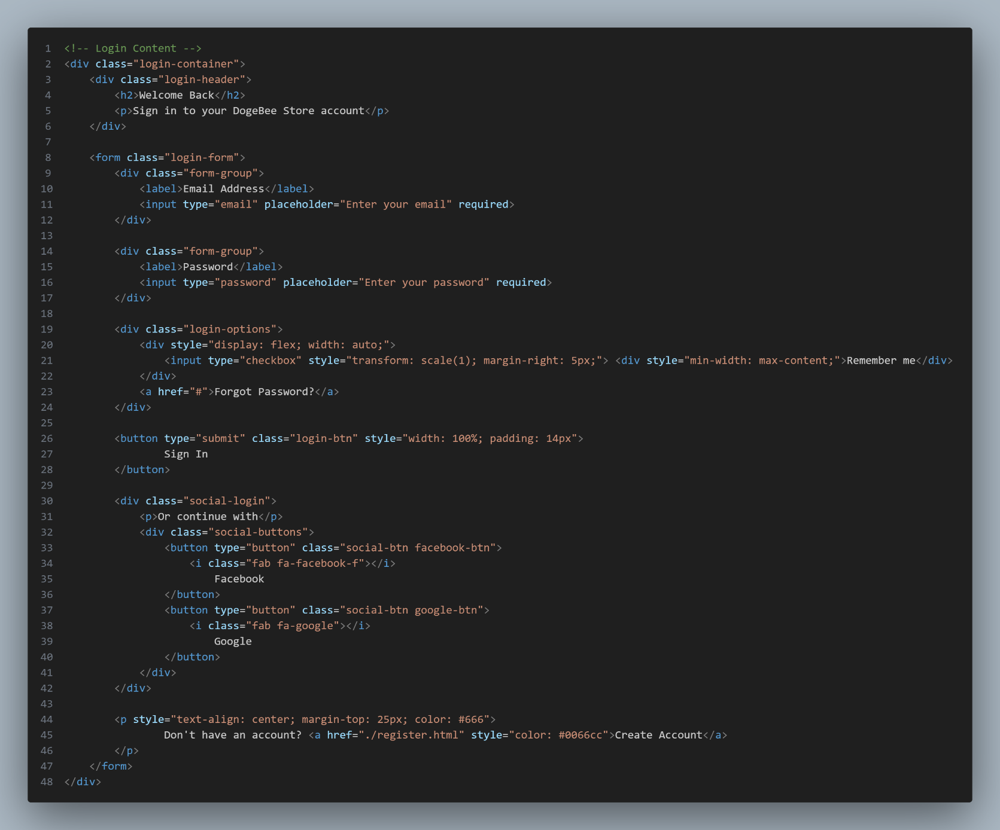 1 <!-- Login Content -->
2 <div class="login-container">
3     <div class="login-header">
4         <h2>Welcome Back</h2>
5         <p>Sign in to your DogeBee Store account</p>
6     </div>
7
8     <form class="login-form">
9         <div class="form-group">
10             <label>Email Address</label>
11             <input type="email" placeholder="Enter your email" required>
12         </div>
13
14         <div class="form-group">
15             <label>Password</label>
16             <input type="password" placeholder="Enter your password" required>
17         </div>
18
19         <div class="login-options">
20             <div style="display: flex; width: auto;">
21                 <input type="checkbox" style="transform: scale(1); margin-right: 5px;"> <div style="min-width: max-content;">Remember me</div>
22             </div>
23             <a href="#">Forgot Password?</a>
24         </div>
25
26         <button type="submit" class="login-btn" style="width: 100%; padding: 14px">
27                 Sign In
28         </button>
29
30         <div class="social-login">
31             <p>Or continue with</p>
32             <div class="social-buttons">
33                 <button type="button" class="social-btn facebook-btn">
34                     <i class="fab fa-facebook-f"></i>
35                         Facebook
36                 </button>
37                 <button type="button" class="social-btn google-btn">
38                     <i class="fab fa-google"></i>
39                         Google
40                 </button>
41             </div>
42         </div>
43
44         <p style="text-align: center; margin-top: 25px; color: #666">
45                 Don't have an account? <a href="./register.html" style="color: #0066cc">Create Account</a>
46         </p>
47     </form>
48 </div>